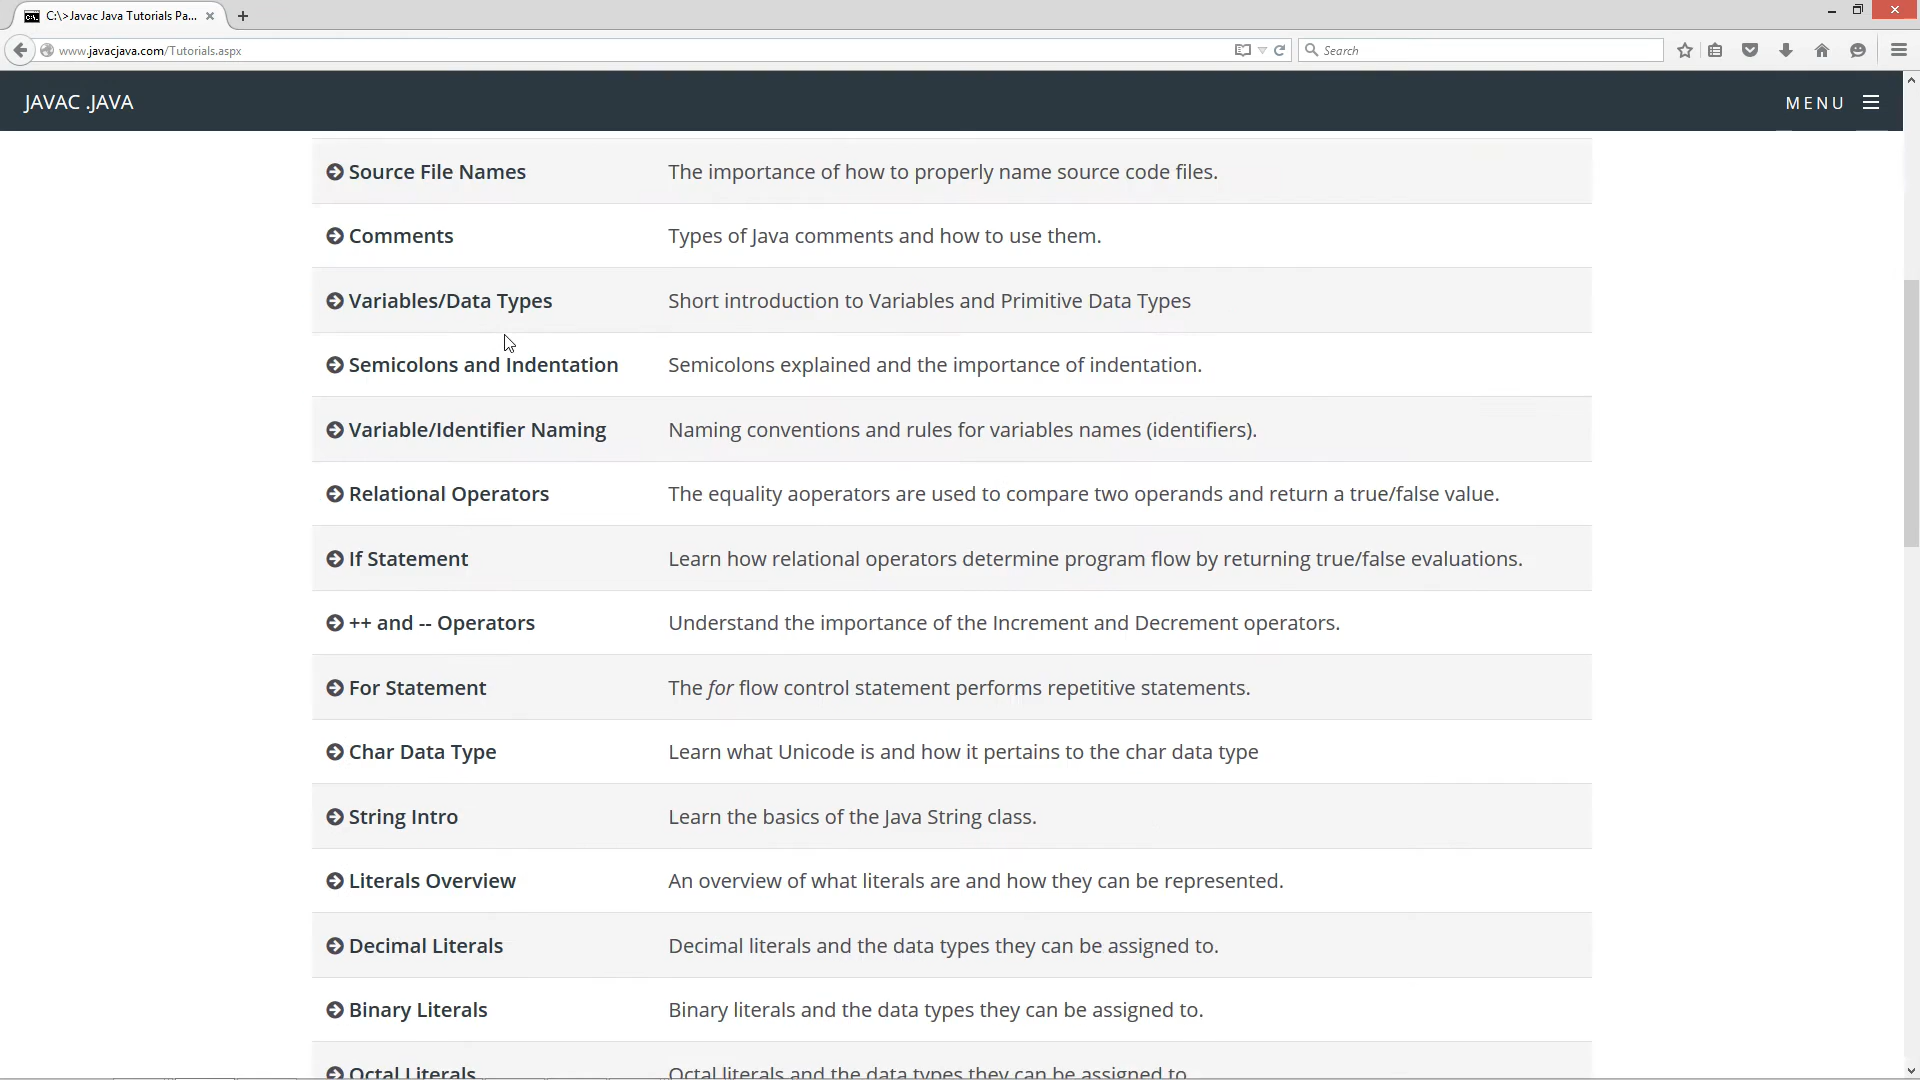 C:\>Javac Java Tutorials Pa...
www.javacjava.com/Tutorials.aspx
Search
JAVAC .JAVA
MENU
Source File Names The importance of how to properly name source code files.
Comments Types of Java comments and how to use them.
Variables/Data Types Short introduction to Variables and Primitive Data Types
Semicolons and Indentation Semicolons explained and the importance of indentation.
Variable/Identifier Naming Naming conventions and rules for variables names (identifiers).
Relational Operators The equality aoperators are used to compare two operands and return a true/false value.
If Statement Learn how relational operators determine program flow by returning true/false evaluations.
++ and -- Operators Understand the importance of the Increment and Decrement operators.
For Statement The for flow control statement performs repetitive statements.
Char Data Type Learn what Unicode is and how it pertains to the char data type
String Intro Learn the basics of the Java String class.
Literals Overview An overview of what literals are and how they can be represented.
Decimal Literals Decimal literals and the data types they can be assigned to.
Binary Literals Binary literals and the data types they can be assigned to.
Octal Literals Octal literals and the data types they can be assigned to.